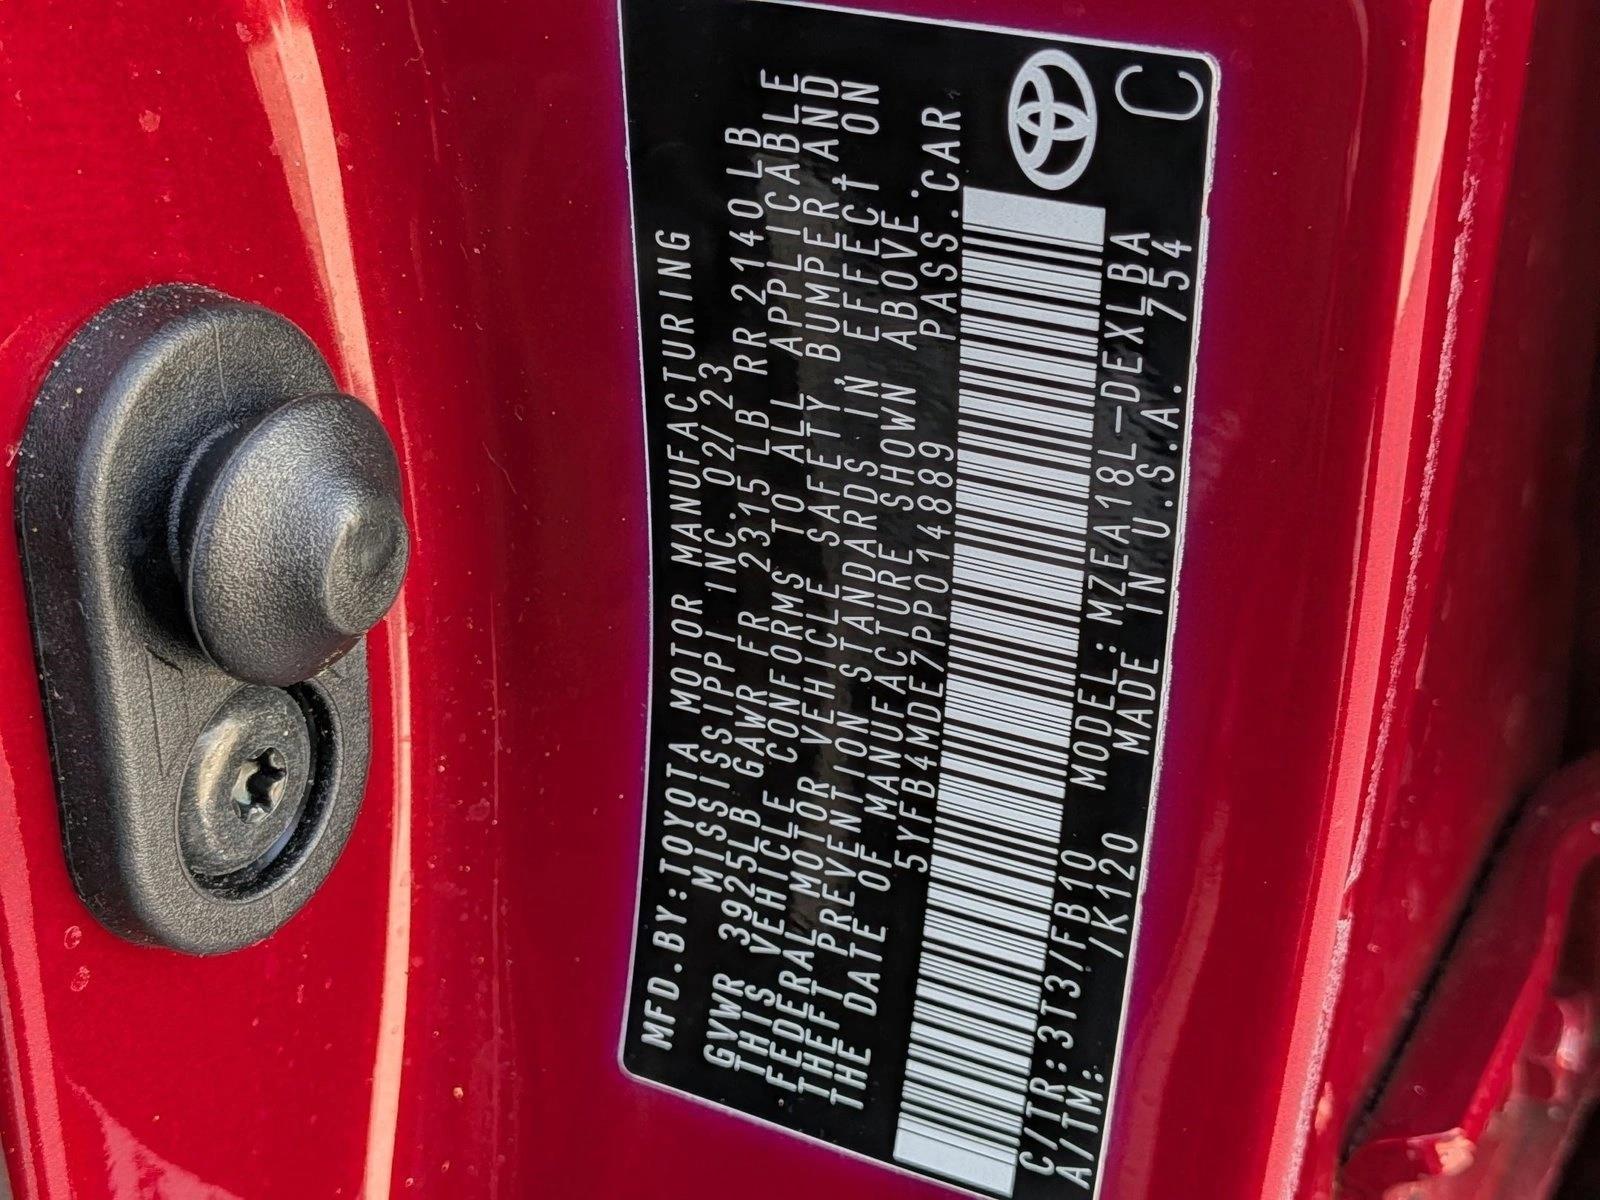 MFD.BY:TOYOTA MOTOR MANUFACTURING
MISSISSIPPI INC. 02/23
GVWR 3925LB GAWR FR 2315 LB RR 2140LB
THIS VEHICLE CONFORMS TO ALL APPLICABLE
FEDERAL MOTOR VEHICLE SAFETY, BUMPER, AND
THEFT PREVENTION STANDARDS IN EFFECT ON
THE DATE OF MANUFACTURE SHOWN ABOVE.
5YFB4MDE7PP014889 PASS.CAR
C/TR:3T3/FB10 MODEL:MZEA18L-DEXLBA
A/TM: /K120 MADE IN U.S.A. 754
C